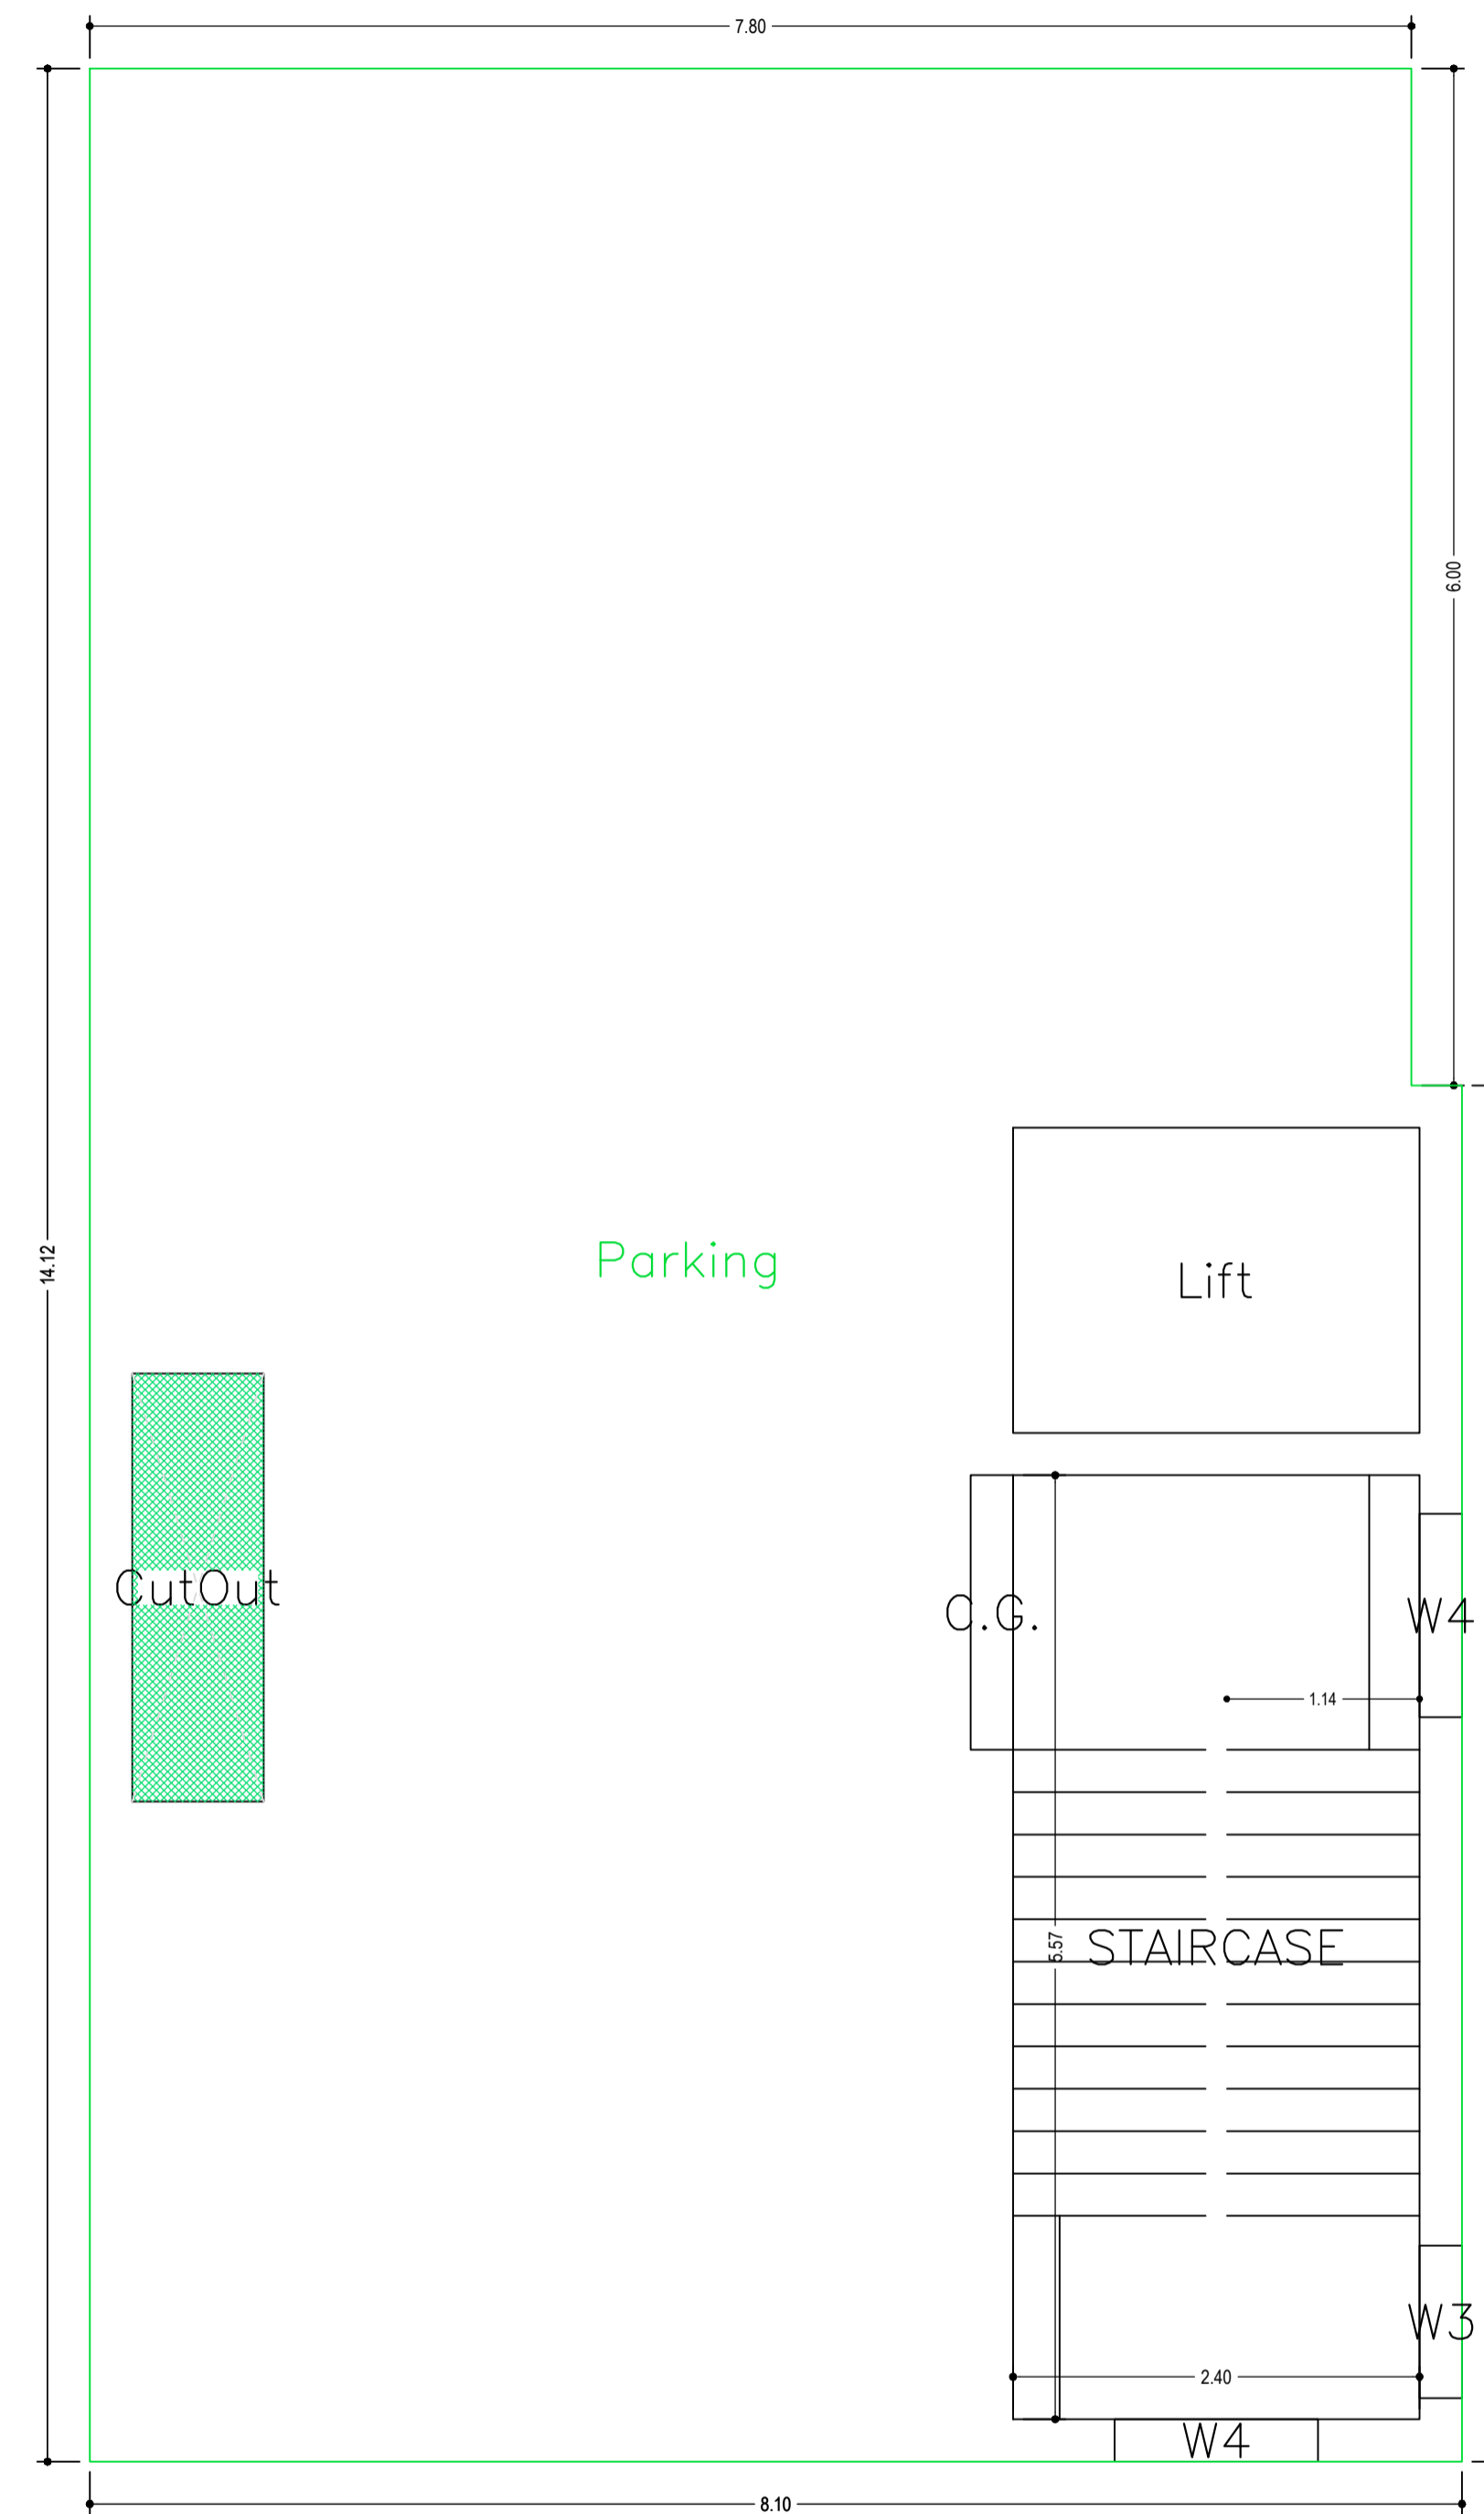 7.80
6.00
14.12
Parking
Lift
CutOut
C.G.
W4
1.14
5.57
STAIRCASE
W3
2.40
W4
8.10